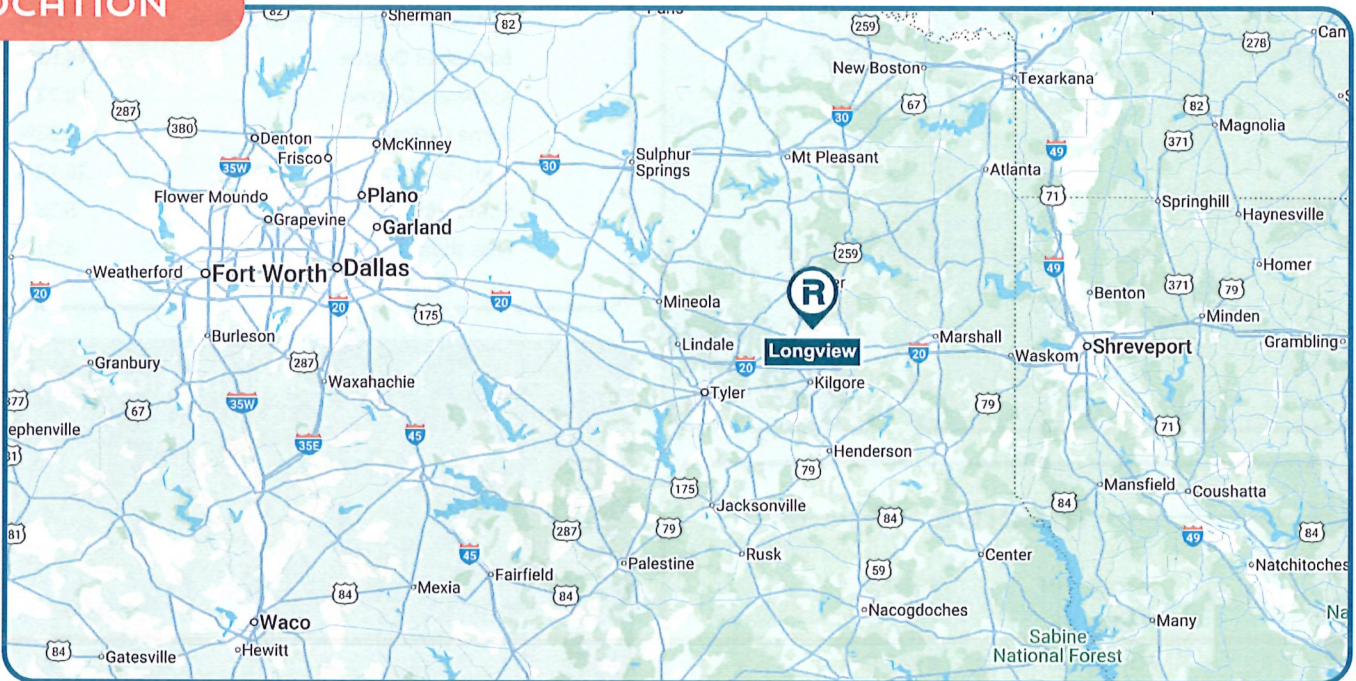 OCATION
82
Sherman
82
259
278
New Boston
Texarkana
287
67
82
380
30
Magnolia
Denton
McKinney
371
Frisco
Sulphur
Springs
49
35W
30
Mt Pleasant
Atlanta
Flower Mound
Plano
71
Springhill
Haynesville
Grapevine
Garland
259
Homer
Weatherford
Fort Worth
Dallas
49
20
R
371
79
Benton
20
20
Mineola
175
Minden
Burleson
Lindale
Longview
Marshall
Shreveport
Grambling
Granbury
287
20
20
Waskom
Waxahachie
Tyler
Kilgore
377
67
35W
79
ephenville
45
71
35E
Henderson
79
Mansfield
Coushatta
175
Jacksonville
84
84
287
79
49
84
81
45
Rusk
Center
Palestine
Natchitoches
Fairfield
59
Mexia
84
84
Nacogdoches
Waco
Many
Na
Sabine
National Forest
84
Gatesville
Hewitt